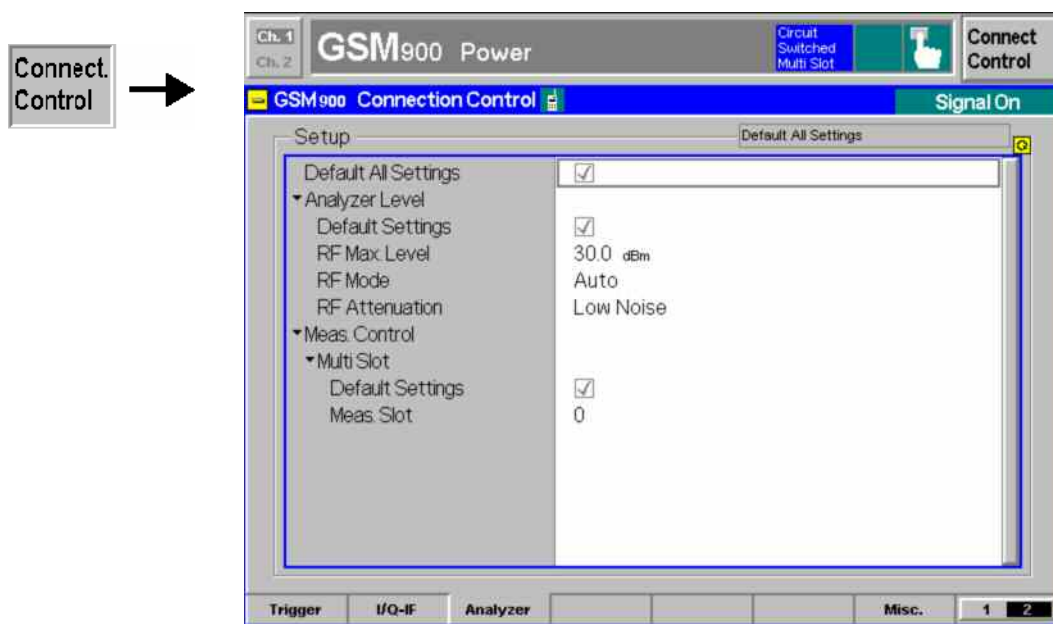 Connect.
Control
Ch. 1
Ch. 2
GSM900 Power
Circuit
Switched
Multi Slot
Connect
Control
GSM900 Connection Control
Signal On
Setup
Default All Settings
Default All Settings
Analyzer Level
Default Settings
RF Max. Level 30.0 dBm
RF Mode Auto
RF Attenuation Low Noise
Meas. Control
Multi Slot
Default Settings
Meas. Slot 0
Trigger I/Q-IF Analyzer Misc. 1 2